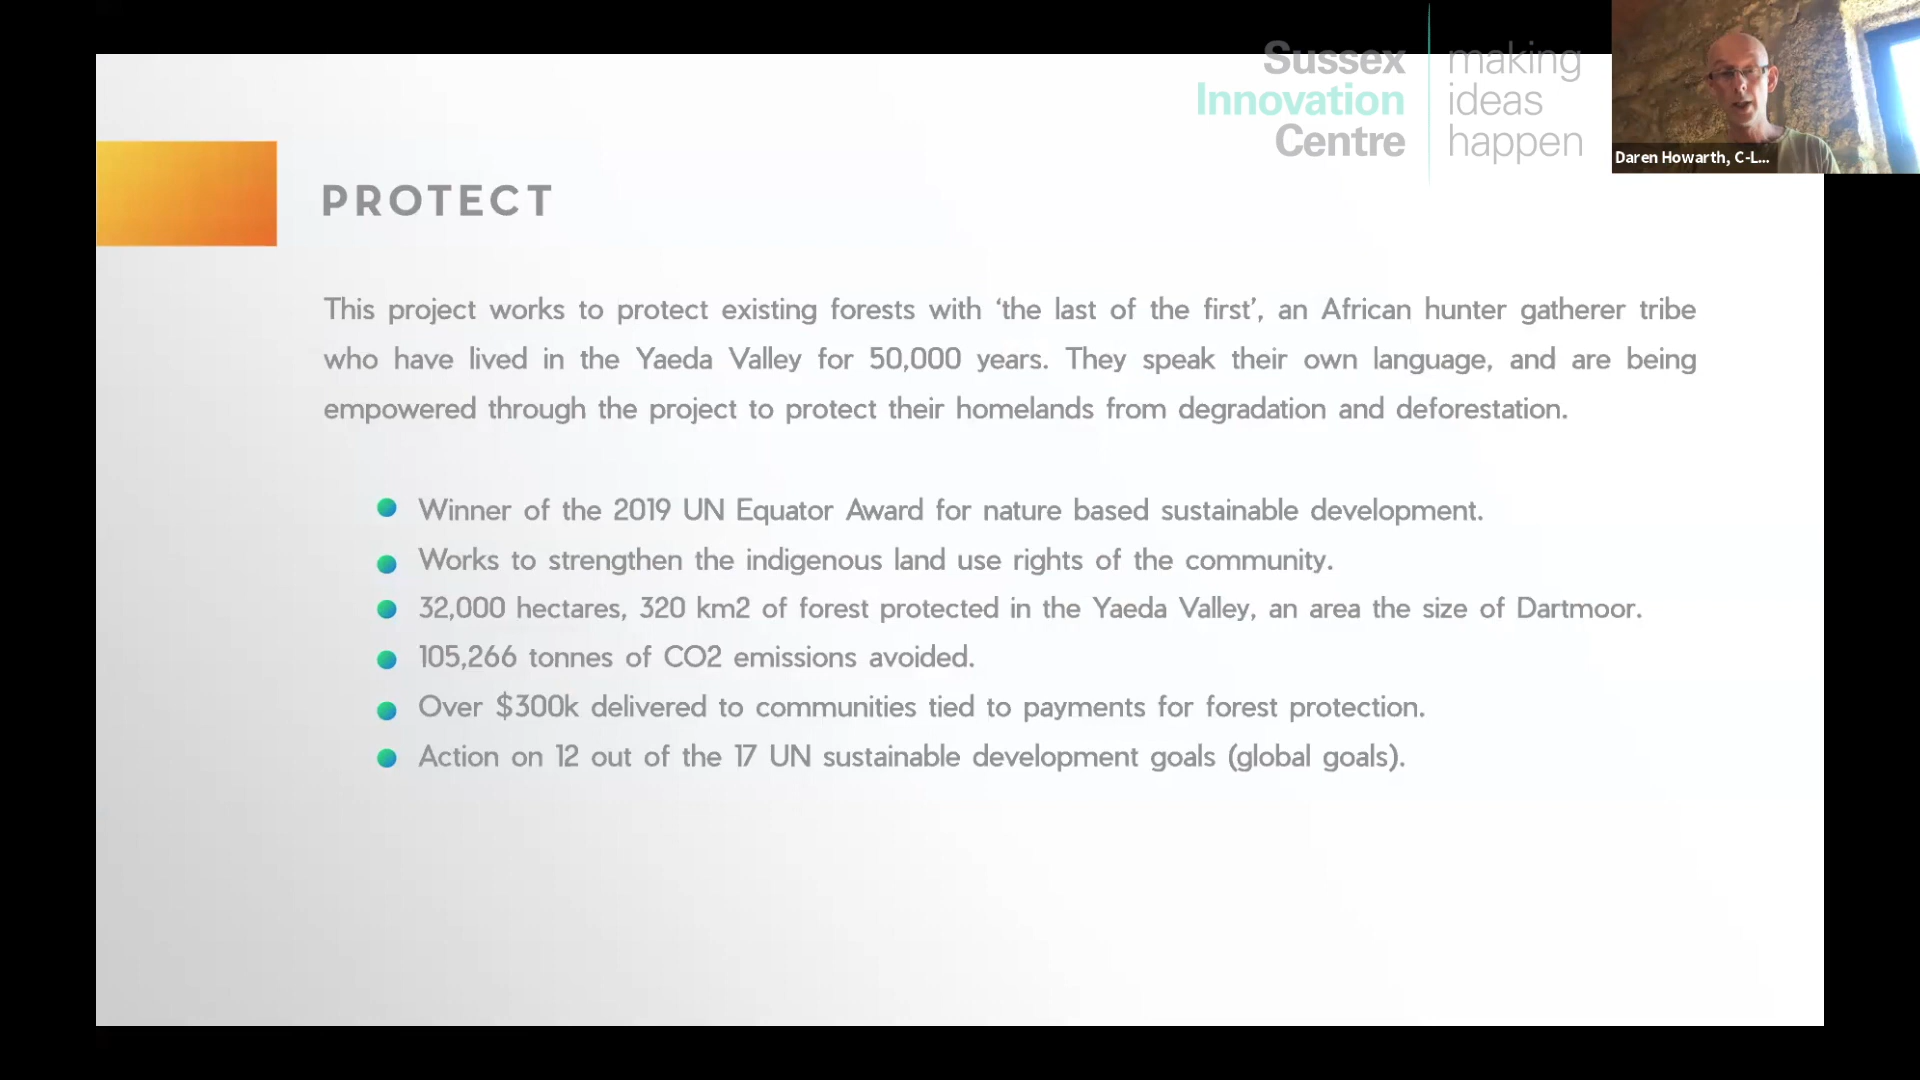 Sussex
Innovation
Centre
making
ideas
happen
Daren Howarth, C-L...
PROTECT
This project works to protect existing forests with ‘the last of the first’, an African hunter gatherer tribe
who have lived in the Yaeda Valley for 50,000 years. They speak their own language, and are being
empowered through the project to protect their homelands from degradation and deforestation.
Winner of the 2019 UN Equator Award for nature based sustainable development.
Works to strengthen the indigenous land use rights of the community.
32,000 hectares, 320 km2 of forest protected in the Yaeda Valley, an area the size of Dartmoor.
105,266 tonnes of CO2 emissions avoided.
Over $300k delivered to communities tied to payments for forest protection.
Action on 12 out of the 17 UN sustainable development goals (global goals).